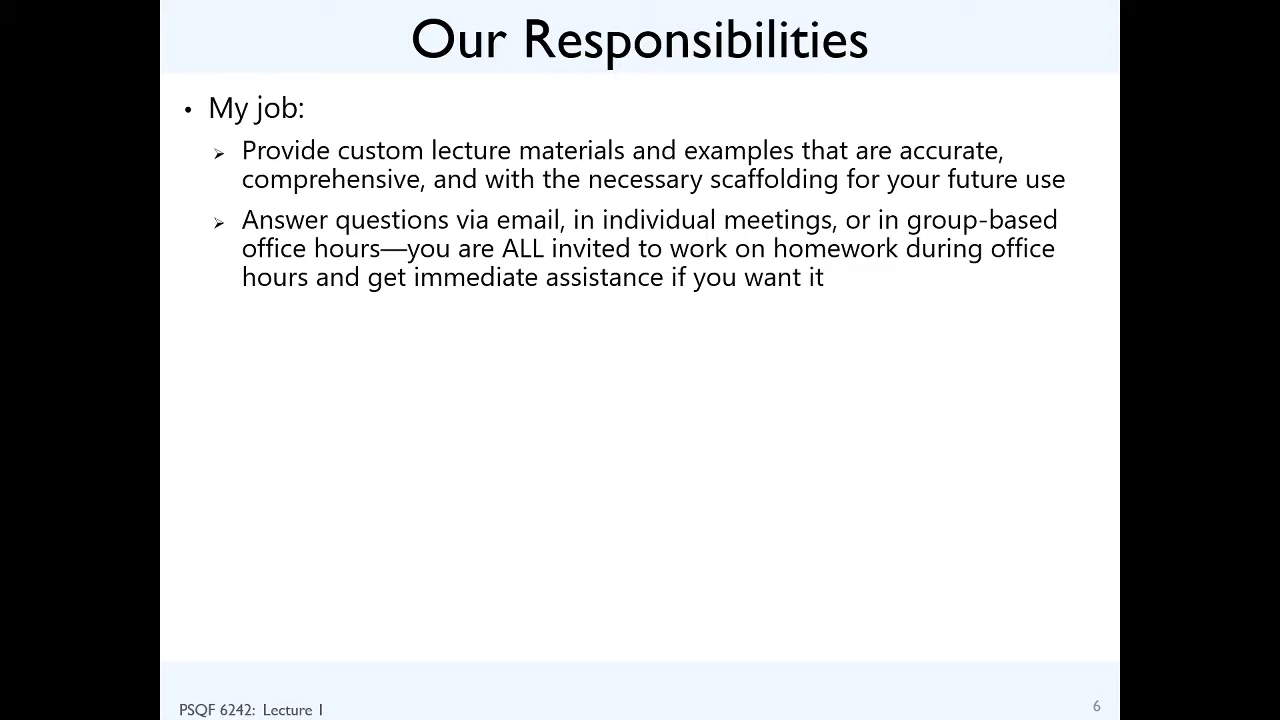 Our Responsibilities
• My job:
➢ Provide custom lecture materials and examples that are accurate,
comprehensive, and with the necessary scaffolding for your future use
➢ Answer questions via email, in individual meetings, or in group-based
office hours—you are ALL invited to work on homework during office
hours and get immediate assistance if you want it
PSQF 6242: Lecture 1
6